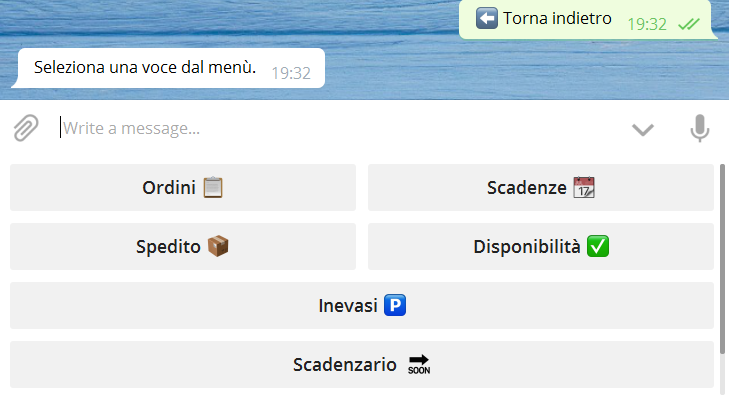 ⬅️ Torna indietro 19:32
Seleziona una voce dal menù. 19:32
Write a message...
Ordini 📋
Scadenze 📅
Spedito 📦
Disponibilità ✅
Inevasi 🅿️
Scadenzario 🔜